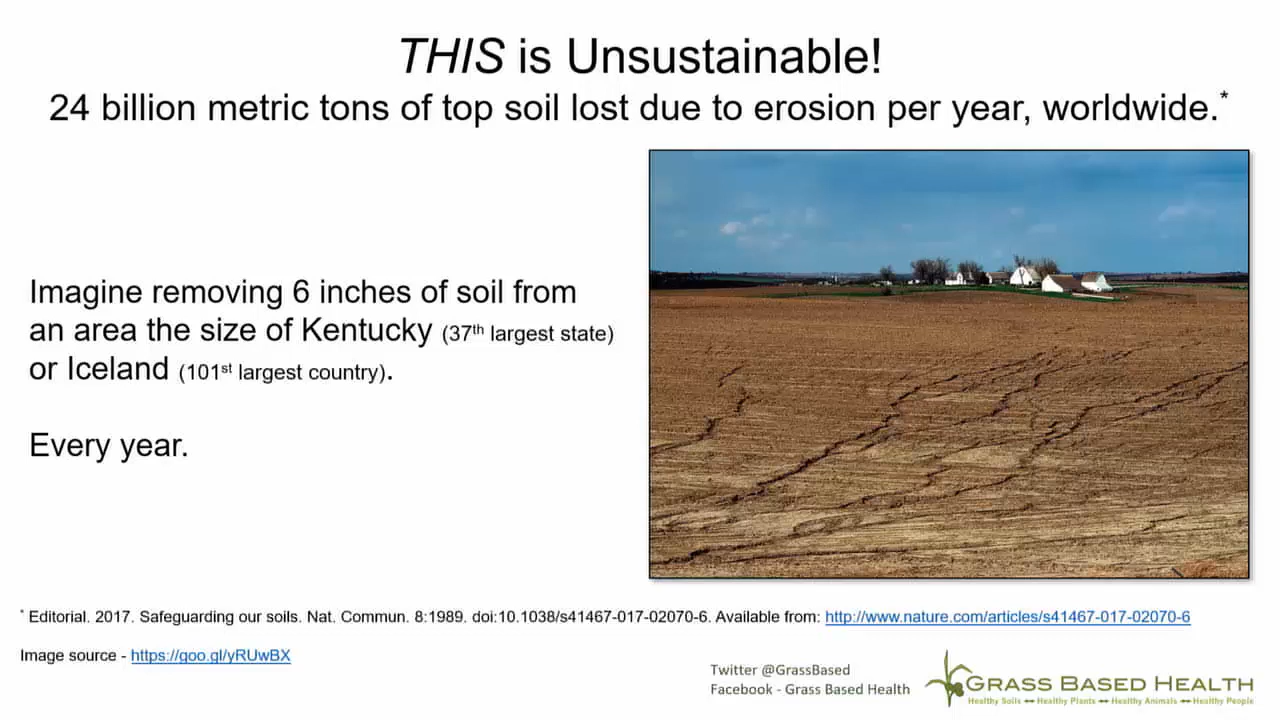 THIS is Unsustainable!
24 billion metric tons of top soil lost due to erosion per year, worldwide.*
Imagine removing 6 inches of soil from
an area the size of Kentucky (37th largest state)
or Iceland (101st largest country).
Every year.
* Editorial. 2017. Safeguarding our soils. Nat. Commun. 8:1989. doi:10.1038/s41467-017-02070-6. Available from: http://www.nature.com/articles/s41467-017-02070-6
Image source - https://goo.gl/yRUwBX
Twitter @GrassBased
Facebook - Grass Based Health
GRASS BASED HEALTH
Healthy Soils ↔ Healthy Plants ↔ Healthy Animals ↔ Healthy People